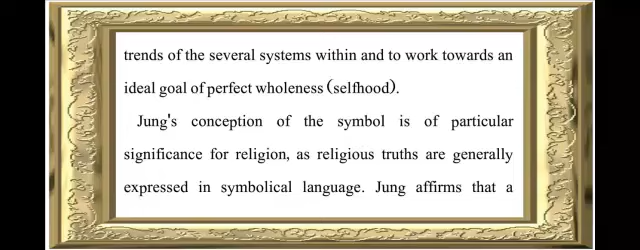 trends of the several systems within and to work towards an
ideal goal of perfect wholeness (selfhood).
Jung's conception of the symbol is of particular
significance for religion, as religious truths are generally
expressed in symbolical language. Jung affirms that a